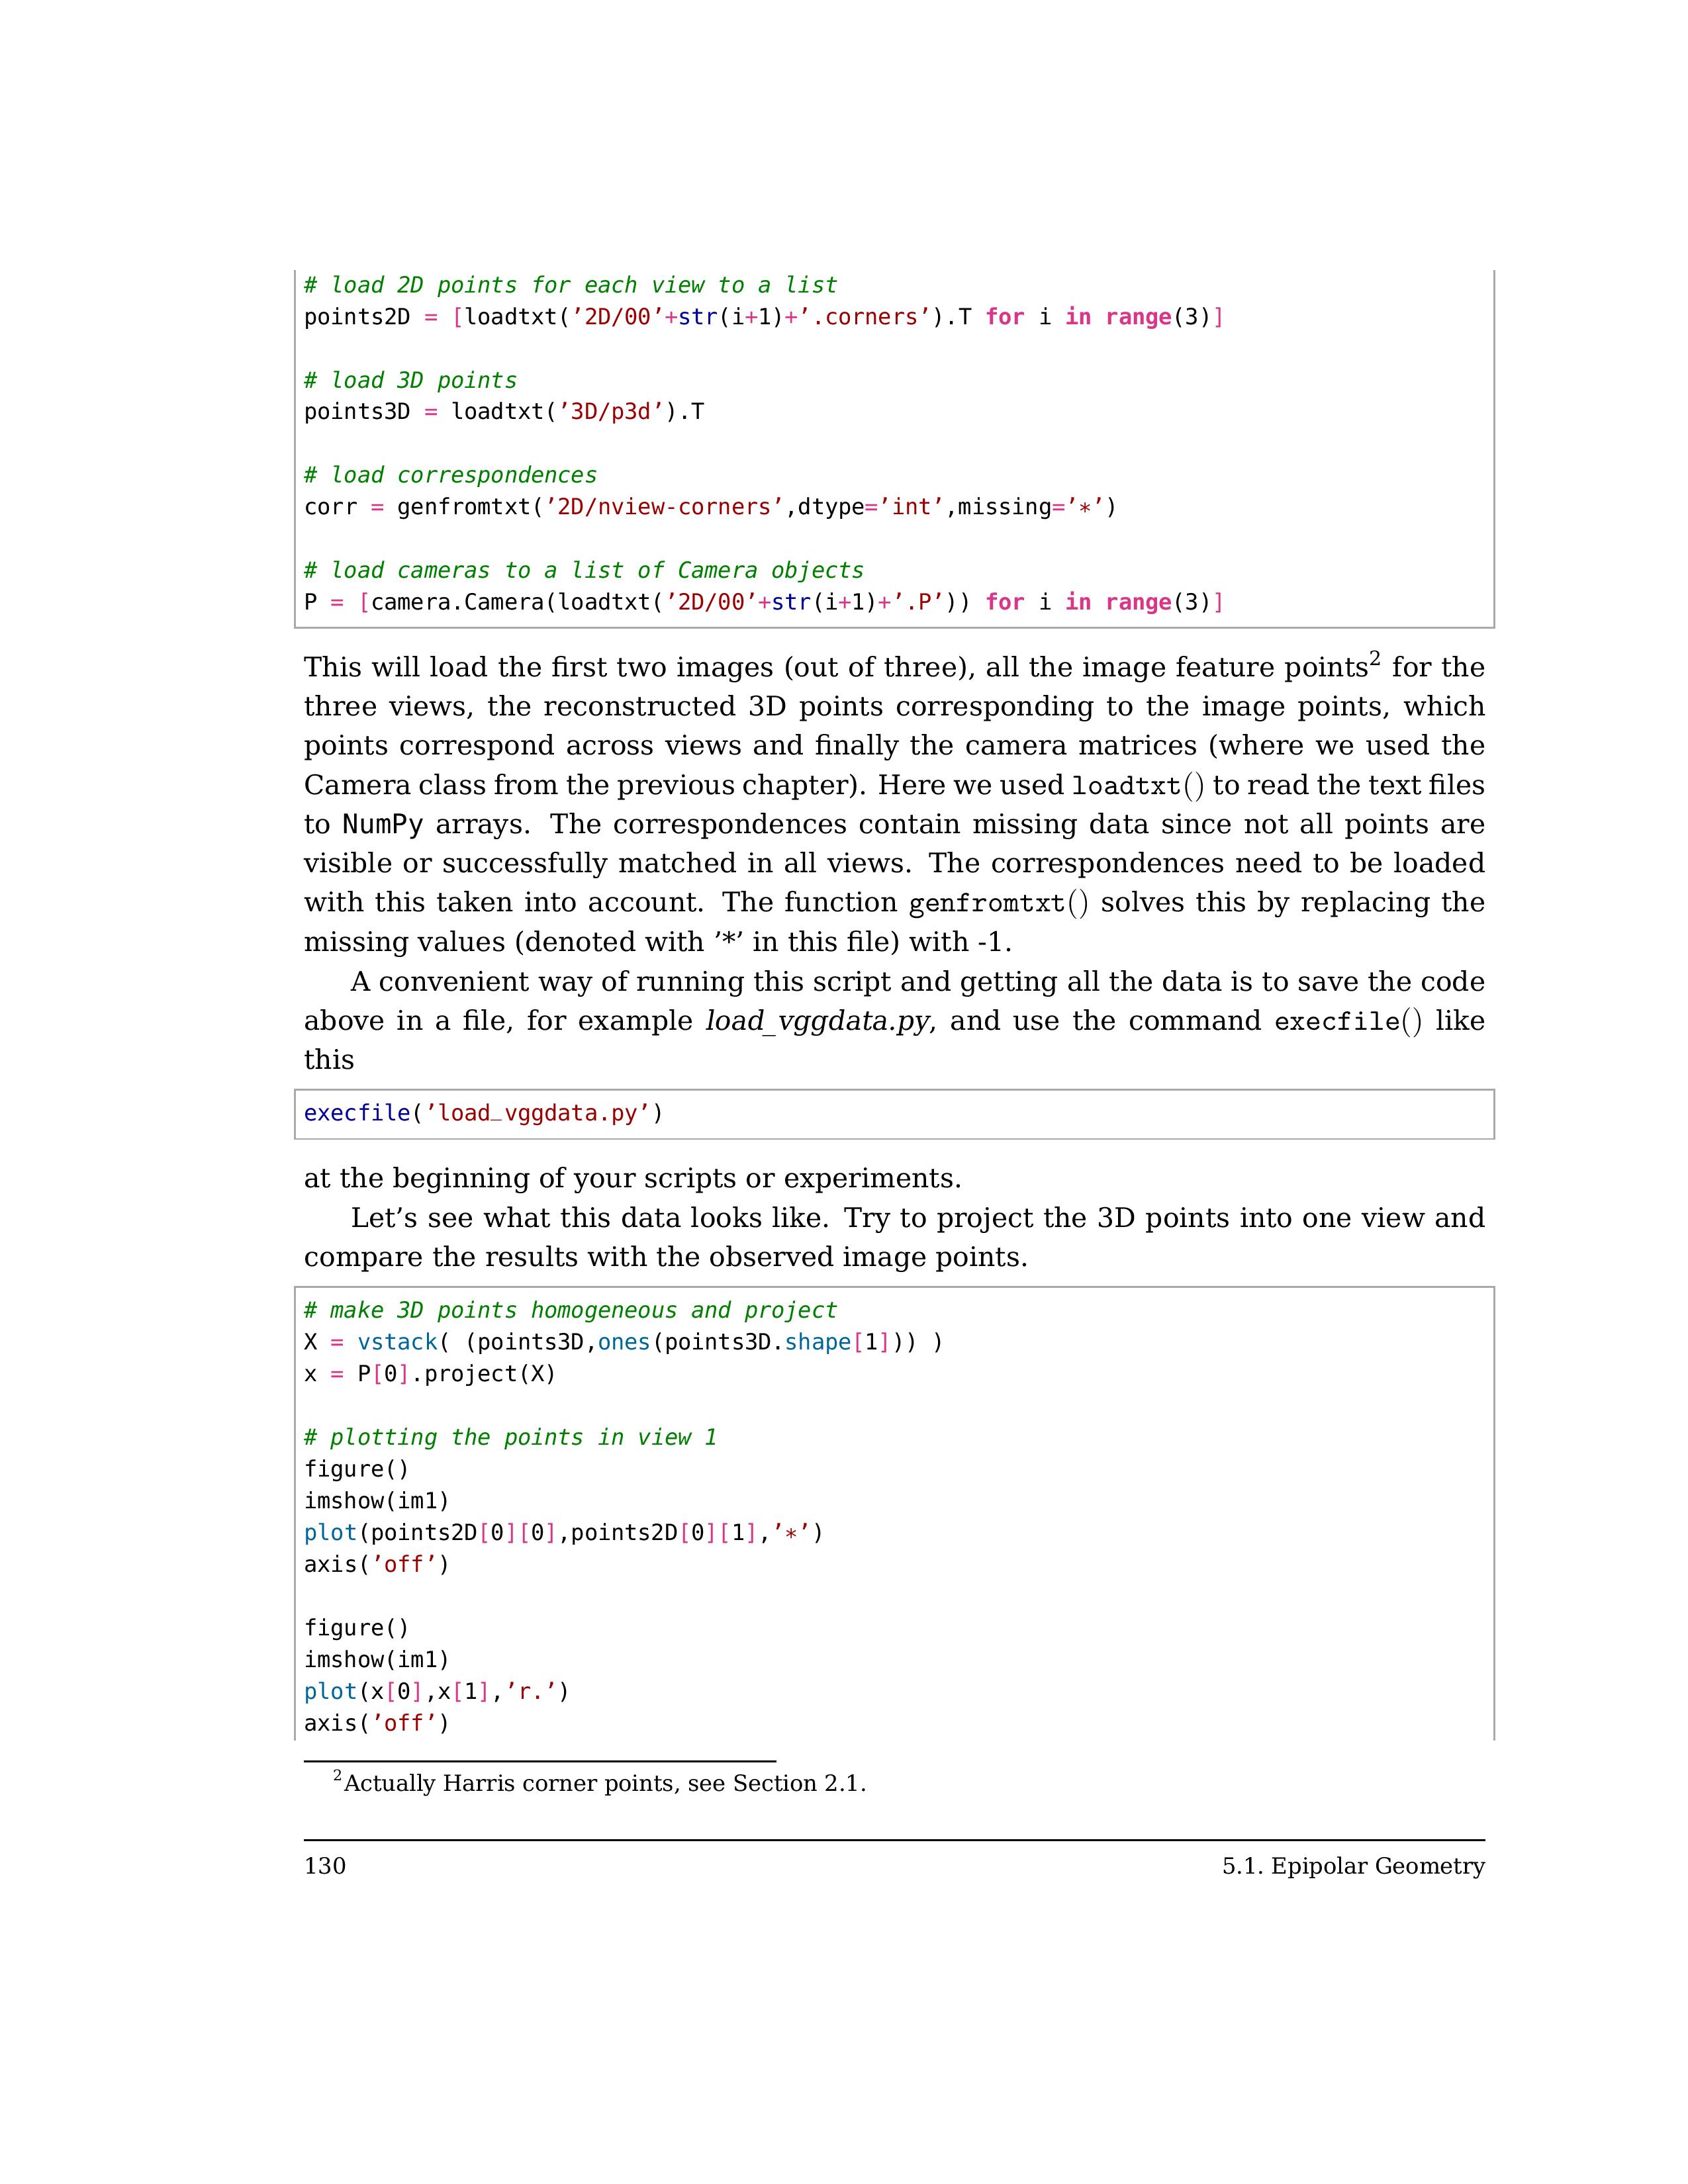 # load 2D points for each view to a list
points2D = [loadtxt(’2D/00’+str(i+1)+’.corners’).T for i in range(3)]

# load 3D points
points3D = loadtxt(’3D/p3d’).T

# load correspondences
corr = genfromtxt(’2D/nview-corners’,dtype=’int’,missing=’*’)

# load cameras to a list of Camera objects
P = [camera.Camera(loadtxt(’2D/00’+str(i+1)+’.P’)) for i in range(3)]

This will load the first two images (out of three), all the image feature points² for the
three views, the reconstructed 3D points corresponding to the image points, which
points correspond across views and finally the camera matrices (where we used the
Camera class from the previous chapter). Here we used loadtxt() to read the text files
to NumPy arrays. The correspondences contain missing data since not all points are
visible or successfully matched in all views. The correspondences need to be loaded
with this taken into account. The function genfromtxt() solves this by replacing the
missing values (denoted with ’*’ in this file) with -1.
A convenient way of running this script and getting all the data is to save the code
above in a file, for example load_vggdata.py, and use the command execfile() like
this
execfile(’load_vggdata.py’)
at the beginning of your scripts or experiments.
Let’s see what this data looks like. Try to project the 3D points into one view and
compare the results with the observed image points.
# make 3D points homogeneous and project
X = vstack( (points3D,ones(points3D.shape[1])) )
x = P[0].project(X)

# plotting the points in view 1
figure()
imshow(im1)
plot(points2D[0][0],points2D[0][1],’*’)
axis(’off’)

figure()
imshow(im1)
plot(x[0],x[1],’r.’)
axis(’off’)
²Actually Harris corner points, see Section 2.1.
130 5.1. Epipolar Geometry